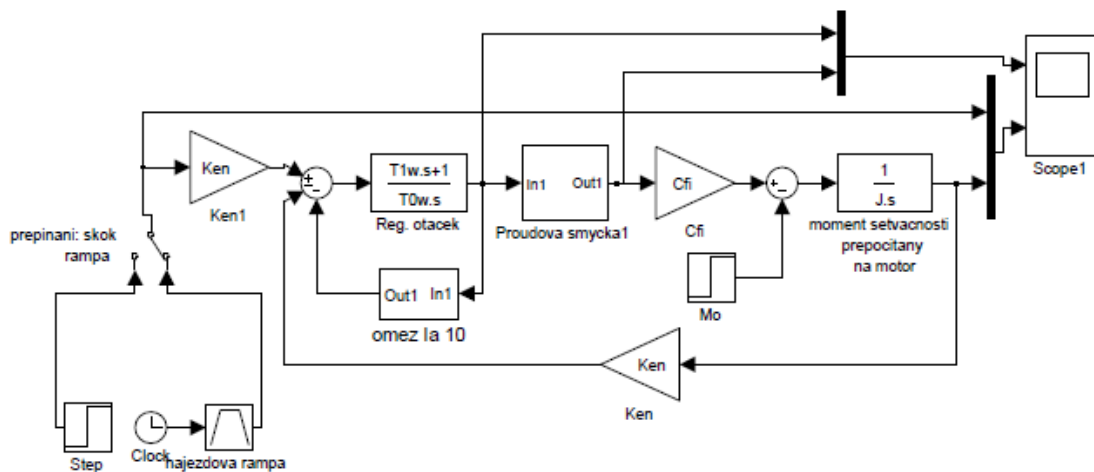 Scope1
Ken
Ken1
T1w.s+1
T0w.s
Reg. otacek
In1
Out1
Proudova smycka1
Cfi
Cfi
1
J.s
moment setvacnosti
prepocitany
na motor
prepinani: skok
rampa
Out1
In1
omez Ia 10
Mo
Ken
Ken
Step
Clock
najezdova rampa